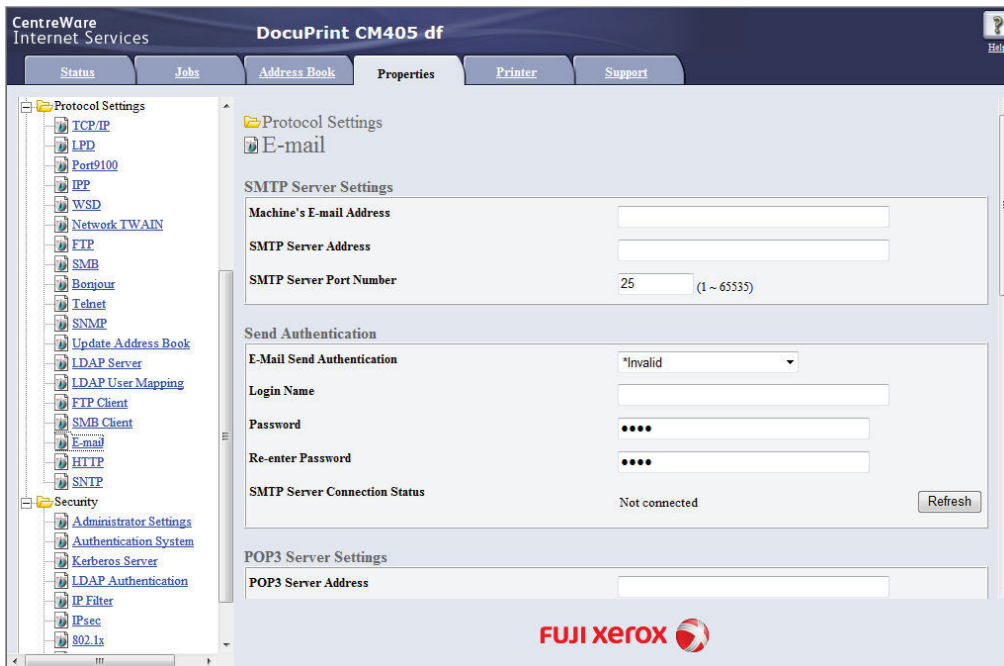 CentreWare
Internet Services
DocuPrint CM405 df
Help
Status
Jobs
Address Book
Properties
Printer
Support
Protocol Settings
TCP/IP
LPD
Port9100
IPP
WSD
Network TWAIN
FTP
SMB
Bonjour
Telnet
SNMP
Update Address Book
LDAP Server
LDAP User Mapping
FTP Client
SMB Client
E-mail
HTTP
SNTP
Security
Administrator Settings
Authentication System
Kerberos Server
LDAP Authentication
IP Filter
IPsec
802.1x
Protocol Settings
E-mail
SMTP Server Settings
Machine's E-mail Address
SMTP Server Address
SMTP Server Port Number 25 (1 ~ 65535)
Send Authentication
E-Mail Send Authentication *Invalid
Login Name
Password ●●●●
Re-enter Password ●●●●
SMTP Server Connection Status Not connected Refresh
POP3 Server Settings
POP3 Server Address
FUJI xerox